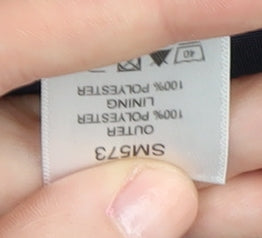 SM573
OUTER
100% POLYESTER
LINING
100% POLYESTER
40